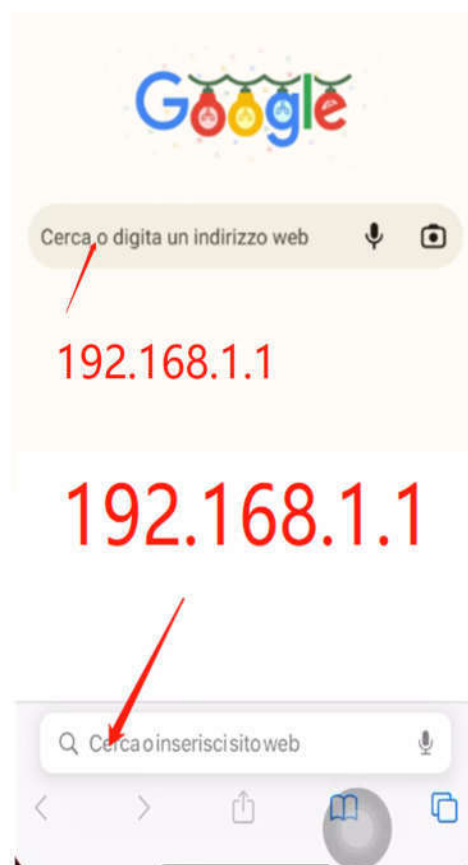 Google
Cerca o digita un indirizzo web
192.168.1.1
192.168.1.1
Cerca o inserisci sito web